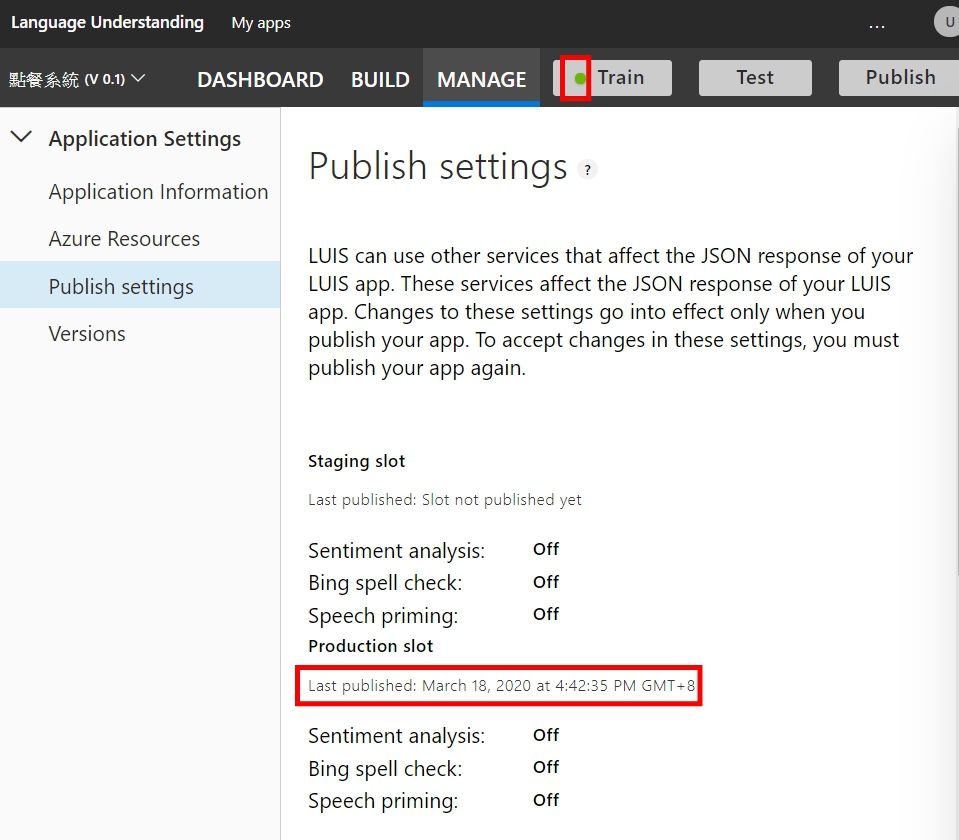 Language Understanding My apps ... U
點餐系統 (V 0.1) DASHBOARD BUILD MANAGE Train Test Publish
Application Settings
Application Information
Azure Resources
Publish settings
Versions
Publish settings ?
LUIS can use other services that affect the JSON response of your
LUIS app. These services affect the JSON response of your LUIS
app. Changes to these settings go into effect only when you
publish your app. To accept changes in these settings, you must
publish your app again.
Staging slot
Last published: Slot not published yet
Sentiment analysis: Off
Bing spell check: Off
Speech priming: Off
Production slot
Last published: March 18, 2020 at 4:42:35 PM GMT+8
Sentiment analysis: Off
Bing spell check: Off
Speech priming: Off